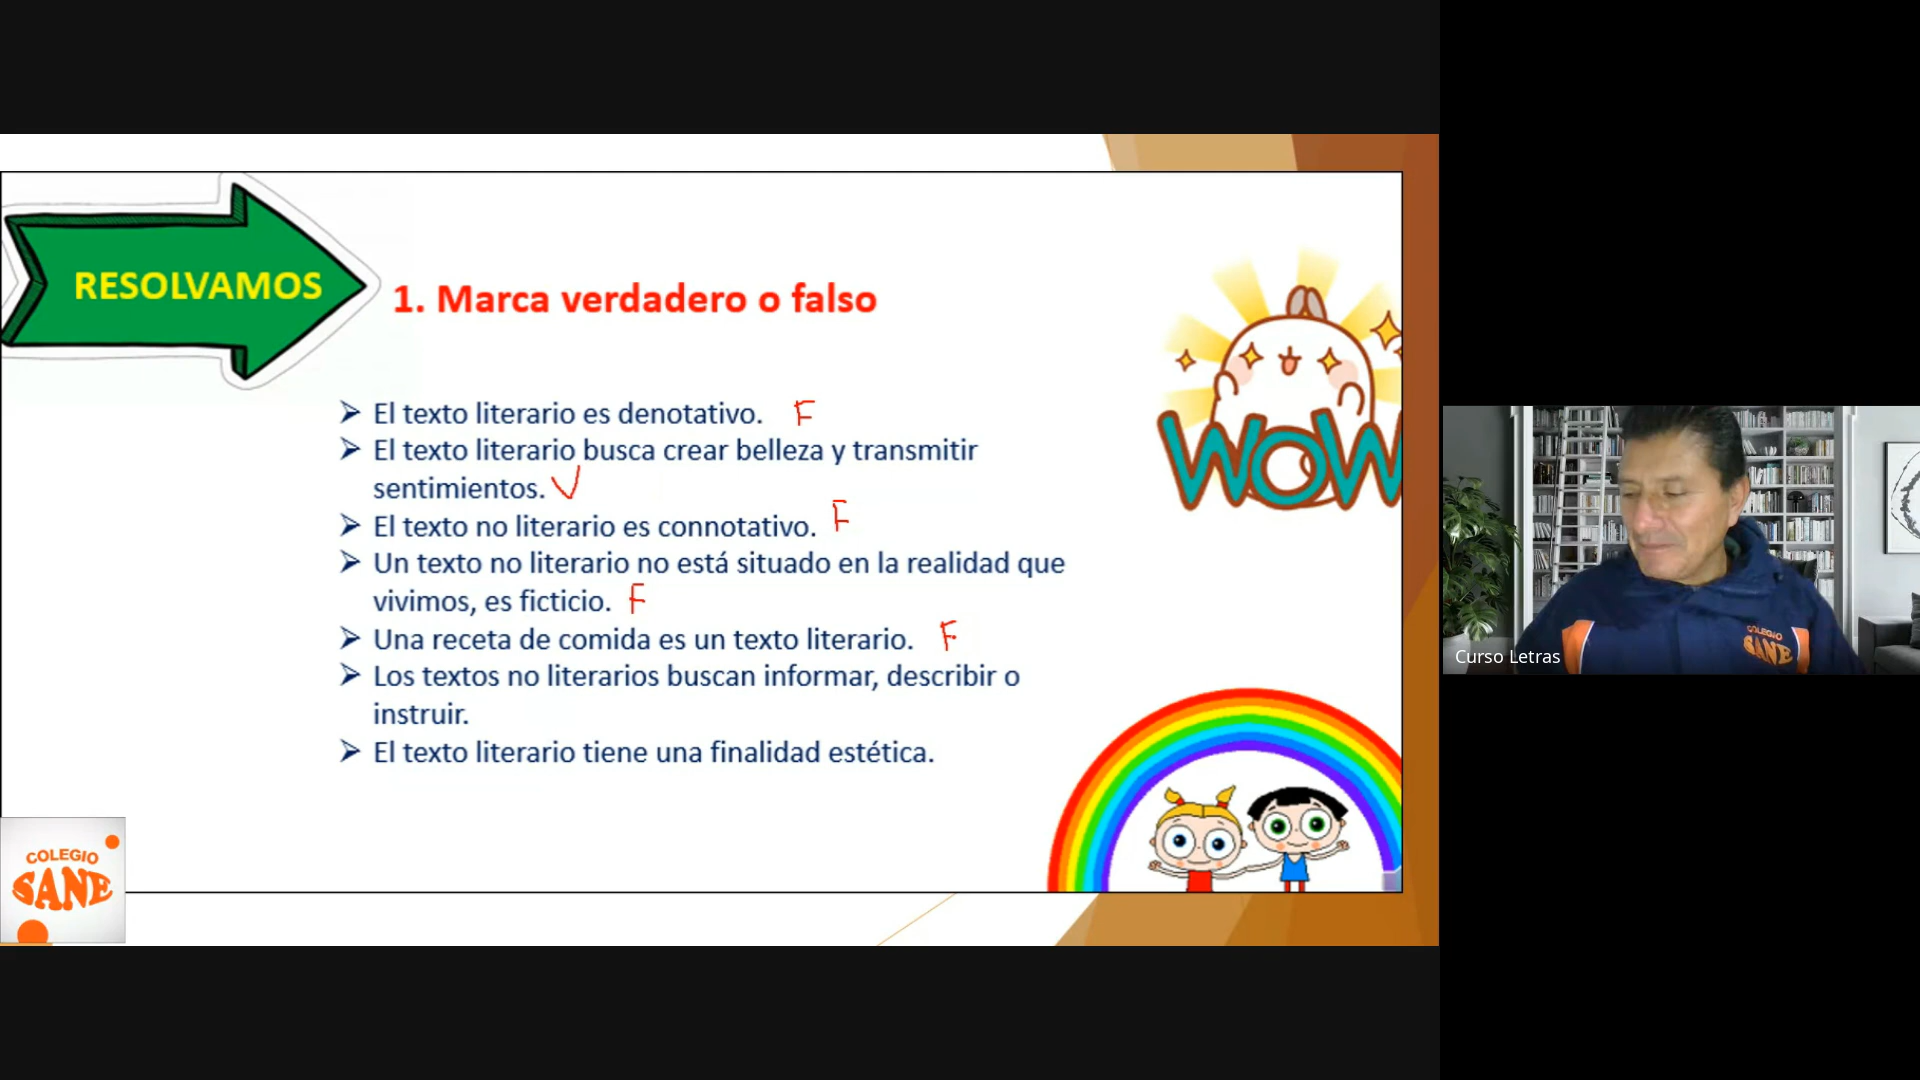 RESOLVAMOS
1. Marca verdadero o falso
➤ El texto literario es denotativo. F
➤ El texto literario busca crear belleza y transmitir
sentimientos. V
➤ El texto no literario es connotativo. F
➤ Un texto no literario no está situado en la realidad que
vivimos, es ficticio. F
➤ Una receta de comida es un texto literario. F
➤ Los textos no literarios buscan informar, describir o
instruir.
➤ El texto literario tiene una finalidad estética.
WOW
COLEGIO
SANE
COLEGIO
SANE
Curso Letras